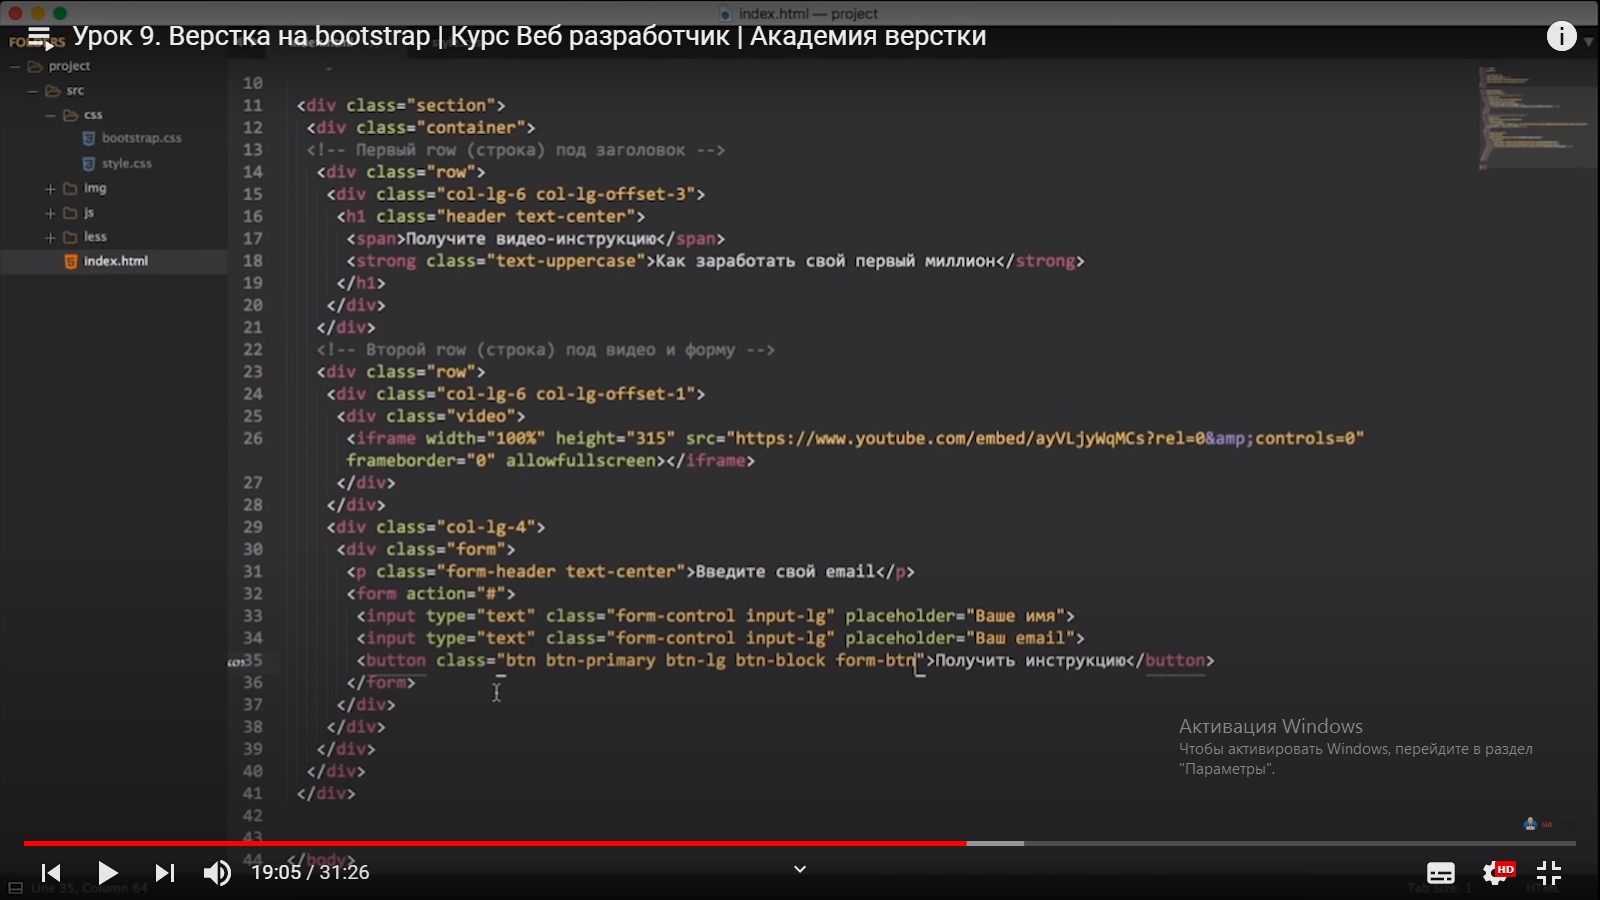 index.html — project
Урок 9. Верстка на bootstrap | Курс Веб разработчик | Академия верстки
FOLDERS
project
src
css
bootstrap.css
style.css
img
js
less
index.html
10
11 <div class="section">
12 <div class="container">
13 <!-- Первый row (строка) под заголовок -->
14 <div class="row">
15 <div class="col-lg-6 col-lg-offset-3">
16 <h1 class="header text-center">
17 <span>Получите видео-инструкцию</span>
18 <strong class="text-uppercase">Как заработать свой первый миллион</strong>
19 </h1>
20 </div>
21 </div>
22 <!-- Второй row (строка) под видео и форму -->
23 <div class="row">
24 <div class="col-lg-6 col-lg-offset-1">
25 <div class="video">
26 <iframe width="100%" height="315" src="https://www.youtube.com/embed/ayVLjyWqMCs?rel=0&amp;controls=0"
frameborder="0" allowfullscreen></iframe>
27 </div>
28 </div>
29 <div class="col-lg-4">
30 <div class="form">
31 <p class="form-header text-center">Введите свой email</p>
32 <form action="#">
33 <input type="text" class="form-control input-lg" placeholder="Ваше имя">
34 <input type="text" class="form-control input-lg" placeholder="Ваш email">
35 <button class="btn btn-primary btn-lg btn-block form-btn">Получить инструкцию</button>
36 </form>
37 </div>
38 </div>
39 </div>
40 </div>
41 </div>
42
43
44 </body>
Активация Windows
Чтобы активировать Windows, перейдите в раздел
"Параметры".
19:05 / 31:26
HD
Line 35, Column 64
Tab Size: 1
HTML